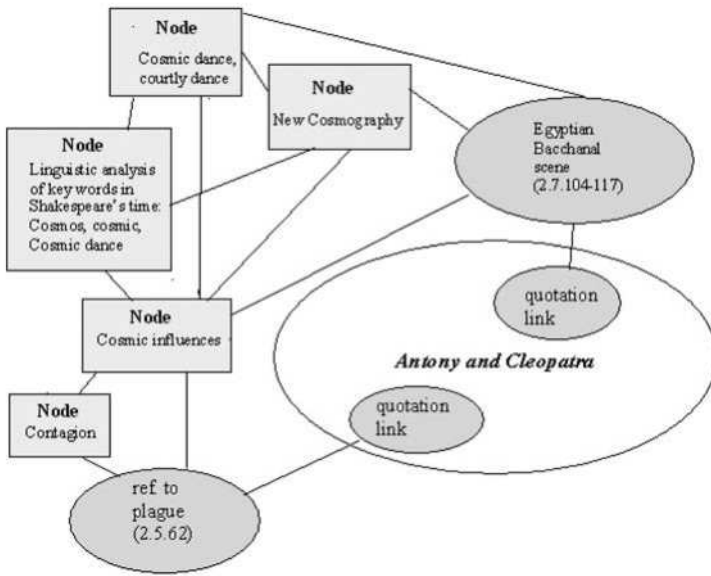 Node
Cosmic dance,
courtly dance
Node
New Cosmography
Egyptian
Bacchanal
scene
(2.7.104-117)
Node
Linguistic analysis
of key words in
Shakespeare's time:
Cosmos, cosmic,
Cosmic dance
quotation
link
Node
Cosmic influences
Antony and Cleopatra
Node
Contagion
quotation
link
ref. to
plague
(2.5.62)